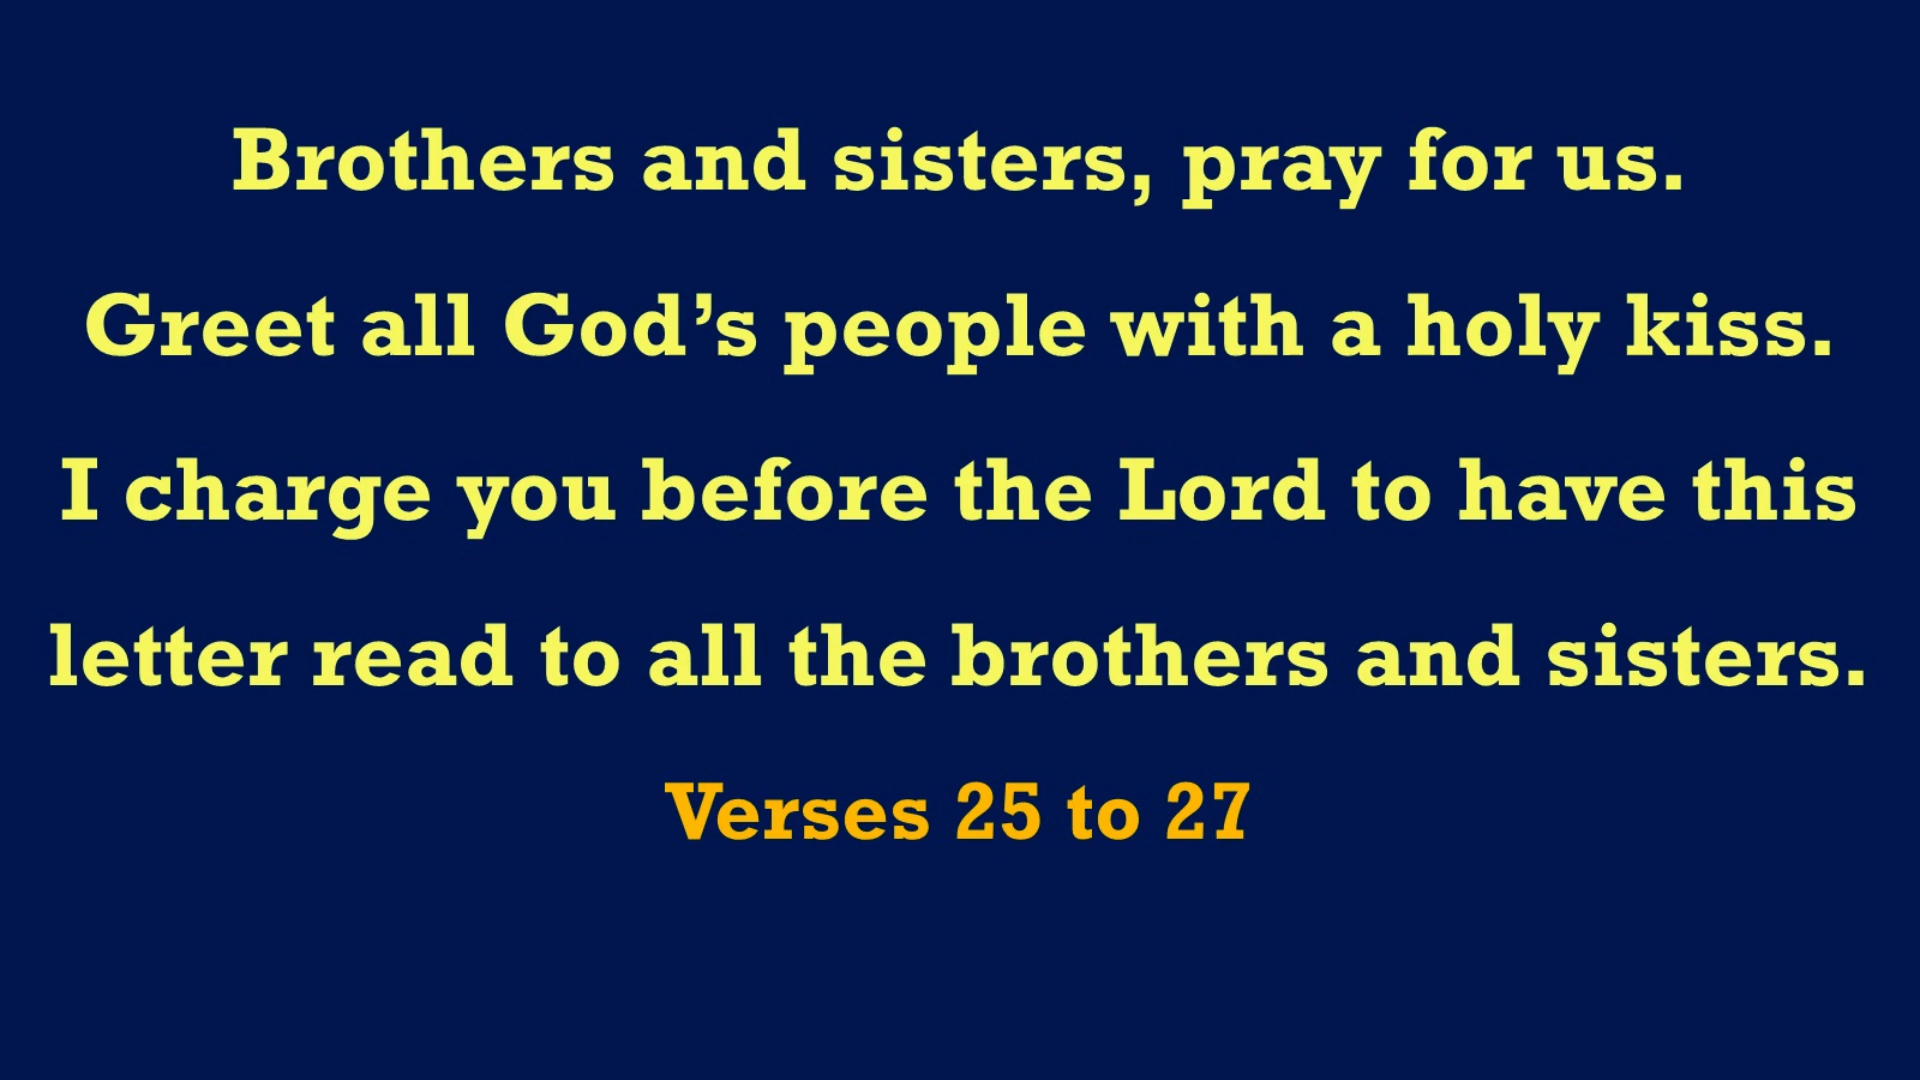 Brothers and sisters, pray for us.
Greet all God’s people with a holy kiss.
I charge you before the Lord to have this
letter read to all the brothers and sisters.
Verses 25 to 27